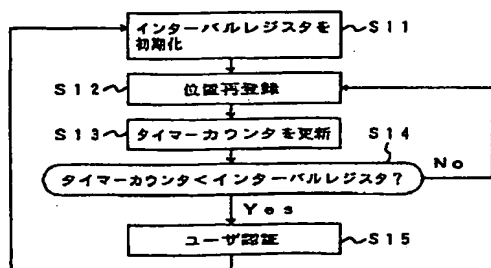 インターバルレジスタを
初期化
S11
S12
位置再登録
S13
タイマーカウンタを更新
S14
タイマーカウンタ<インターバルレジスタ?
No
Yes
ユーザ認証
S15